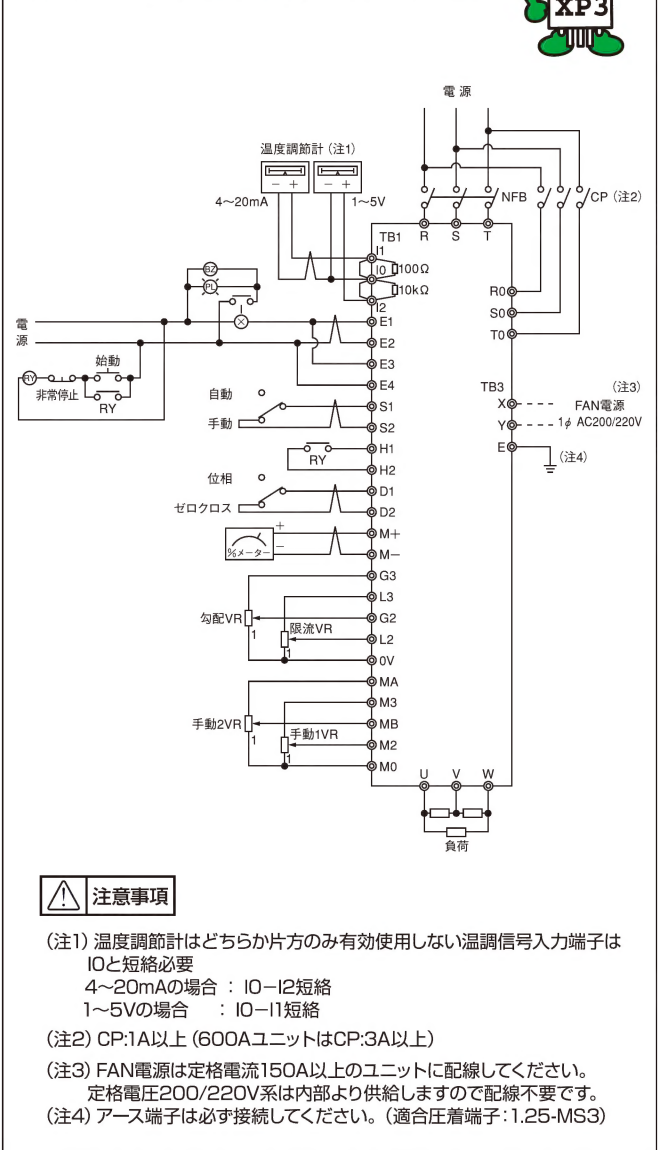 XP3
電 源
温度調節計（注1）
－ ＋ － ＋
4〜20mA 1〜5V
NFB CP（注2）
TB1 R S T
I1
I0 100Ω
10kΩ
I2
BZ
PL
R0
S0
T0
電
源
E1
E2
E3
E4
始動
RY
非常停止
RY
自動
手動
S1
S2
TB3
X
Y
E
（注3）
FAN電源
1φ AC200/220V
（注4）
H1
RY
H2
位相
ゼロクロス
D1
D2
＋
－
%メーター
M＋
M－
G3
L3
勾配VR
1
G2
限流VR
1
L2
0V
MA
M3
手動2VR
1
MB
手動1VR
1
M2
M0
U V W
負荷
注意事項
（注1）温度調節計はどちらか片方のみ有効使用しない温調信号入力端子は
IOと短絡必要
4〜20mAの場合 ： IO－I2短絡
1〜5Vの場合 ： IO－I1短絡
（注2）CP:1A以上（600AユニットはCP:3A以上）
（注3）FAN電源は定格電流150A以上のユニットに配線してください。
定格電圧200/220V系は内部より供給しますので配線不要です。
（注4）アース端子は必ず接続してください。（適合圧着端子：1.25-MS3）